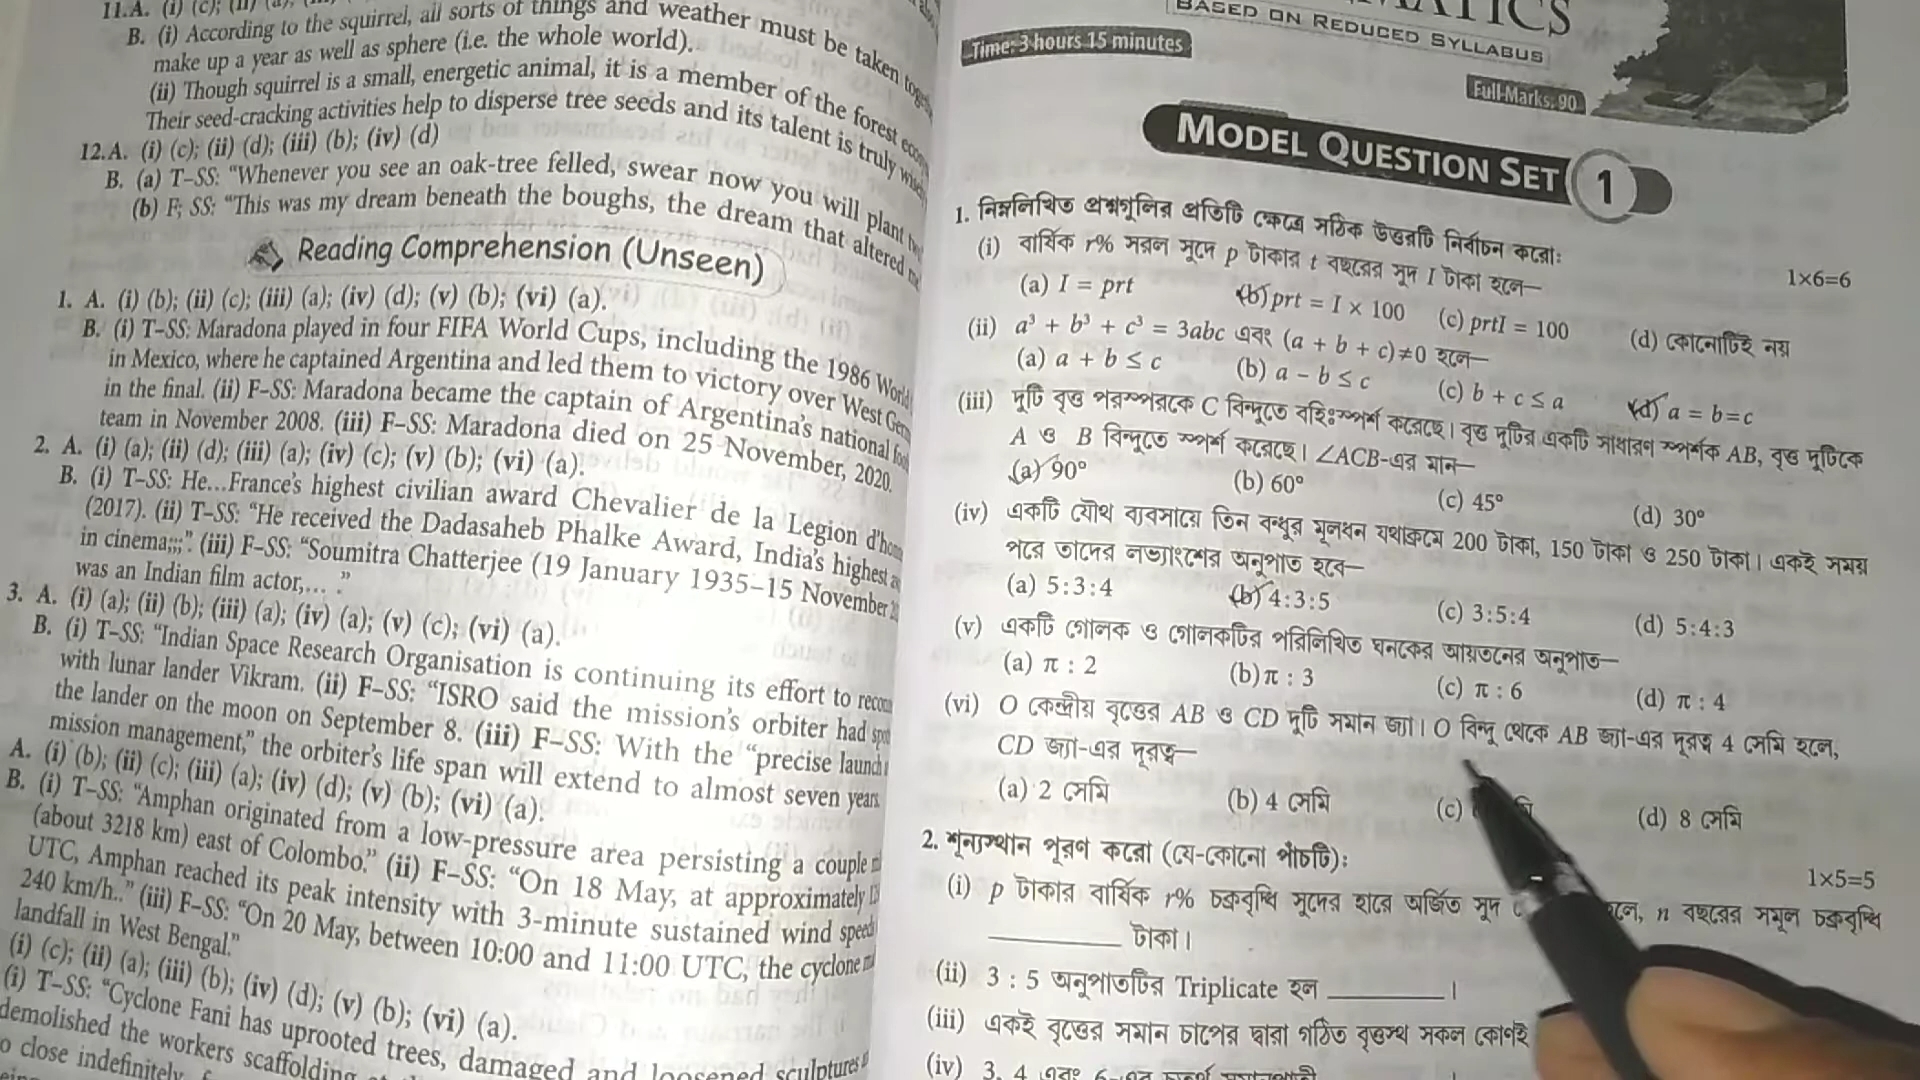 11.A. (i) (c); (ii) (a);
B. (i) According to the squirrel, all sorts of things and weather must be taken
make up a year as well as sphere (i.e. the whole world).
(ii) Though squirrel is a small, energetic animal, it is a member of the forest
Their seed-cracking activities help to disperse tree seeds and its talent is truly
12.A. (i) (c); (ii) (d); (iii) (b); (iv) (d)
B. (a) T–SS: “Whenever you see an oak-tree felled, swear now you will plant
(b) F; SS: “This was my dream beneath the boughs, the dream that altered
Reading Comprehension (Unseen)
1. A. (i) (b); (ii) (c); (iii) (a); (iv) (d); (v) (b); (vi) (a).
B. (i) T–SS: Maradona played in four FIFA World Cups, including the 1986 World
in Mexico, where he captained Argentina and led them to victory over West
in the final. (ii) F–SS: Maradona became the captain of Argentina's national
team in November 2008. (iii) F–SS: Maradona died on 25 November, 2020.
2. A. (i) (a); (ii) (d); (iii) (a); (iv) (c); (v) (b); (vi) (a).
B. (i) T–SS: He...France's highest civilian award Chevalier de la Legion
(2017). (ii) T–SS: “He received the Dadasaheb Phalke Award, India's highest
in cinema;;;”. (iii) F–SS: “Soumitra Chatterjee (19 January 1935–15 November
was an Indian film actor,... .”
3. A. (i) (a); (ii) (b); (iii) (a); (iv) (a); (v) (c); (vi) (a).
B. (i) T–SS: “Indian Space Research Organisation is continuing its effort to
with lunar lander Vikram. (ii) F–SS: “ISRO said the mission's orbiter had
the lander on the moon on September 8. (iii) F–SS: With the “precise launch
mission management,” the orbiter's life span will extend to almost seven years.
A. (i) (b); (ii) (c); (iii) (a); (iv) (d); (v) (b); (vi) (a).
B. (i) T–SS: “Amphan originated from a low-pressure area persisting a couple
(about 3218 km) east of Colombo.” (ii) F–SS: “On 18 May, at approximately
UTC, Amphan reached its peak intensity with 3-minute sustained wind speed
240 km/h..” (iii) F–SS: “On 20 May, between 10:00 and 11:00 UTC, the cyclone
landfall in West Bengal.”
(i) (c); (ii) (a); (iii) (b); (iv) (d); (v) (b); (vi) (a).
(i) T–SS: “Cyclone Fani has uprooted trees, damaged and loosened sculptures
demolished the workers scaffolding
close indefinitely
BASED ON REDUCED SYLLABUS
Time: 3 hours 15 minutes
Full Marks: 90
MODEL QUESTION SET 1
1. নিম্নলিখিত প্রশ্নগুলির প্রতিটি ক্ষেত্রে সঠিক উত্তরটি নির্বাচন করো: 1×6=6
(i) বার্ষিক r% সরল সুদে p টাকার t বছরের সুদ I টাকা হলে—
(a) I = prt (b) prt = I × 100 (c) prtI = 100 (d) কোনোটিই নয়
(ii) a³ + b³ + c³ = 3abc এবং (a + b + c)≠0 হলে—
(a) a + b ≤ c (b) a – b ≤ c (c) b + c ≤ a (d) a = b=c
(iii) দুটি বৃত্ত পরস্পরকে C বিন্দুতে বহিঃস্পর্শ করেছে। বৃত্ত দুটির একটি সাধারণ স্পর্শক AB, বৃত্ত দুটিকে
A ও B বিন্দুতে স্পর্শ করেছে। ∠ACB-এর মান—
(a) 90° (b) 60° (c) 45° (d) 30°
(iv) একটি যৌথ ব্যবসায়ে তিন বন্ধুর মূলধন যথাক্রমে 200 টাকা, 150 টাকা ও 250 টাকা। একই সময়
পরে তাদের লভ্যাংশের অনুপাত হবে—
(a) 5:3:4 (b) 4:3:5 (c) 3:5:4 (d) 5:4:3
(v) একটি গোলক ও গোলকটির পরিলিখিত ঘনকের আয়তনের অনুপাত—
(a) π : 2 (b) π : 3 (c) π : 6 (d) π : 4
(vi) O কেন্দ্রীয় বৃত্তের AB ও CD দুটি সমান জ্যা। O বিন্দু থেকে AB জ্যা-এর দূরত্ব 4 সেমি হলে,
CD জ্যা-এর দূরত্ব—
(a) 2 সেমি (b) 4 সেমি (c) (d) 8 সেমি
2. শূন্যস্থান পূরণ করো (যে-কোনো পাঁচটি): 1×5=5
(i) p টাকার বার্ষিক r% চক্রবৃদ্ধি সুদের হারে অর্জিত সুদ n বছরের সমূল চক্রবৃদ্ধি
__________ টাকা।
(ii) 3 : 5 অনুপাতটির Triplicate হল __________।
(iii) একই বৃত্তের সমান চাপের দ্বারা গঠিত বৃত্তস্থ সকল কোণই
(iv) 3, 4 এবং 6-এর চতুর্থ সমানুপাতী